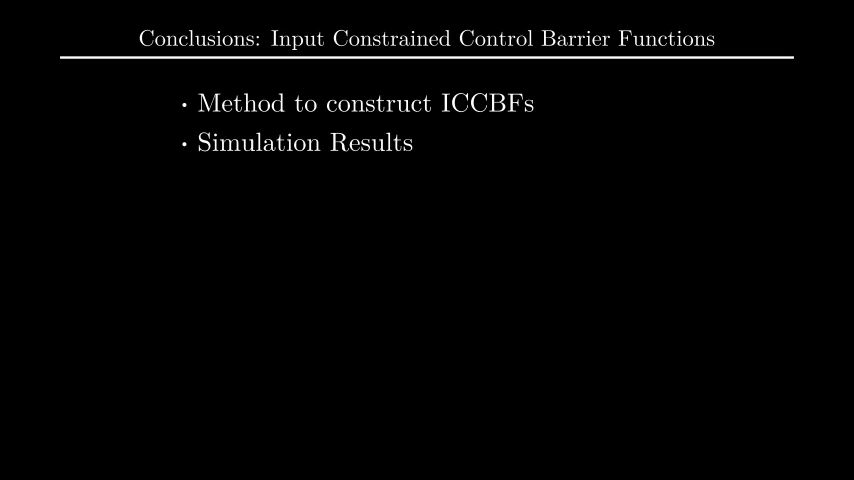 Conclusions: Input Constrained Control Barrier Functions
· Method to construct ICCBFs
· Simulation Results